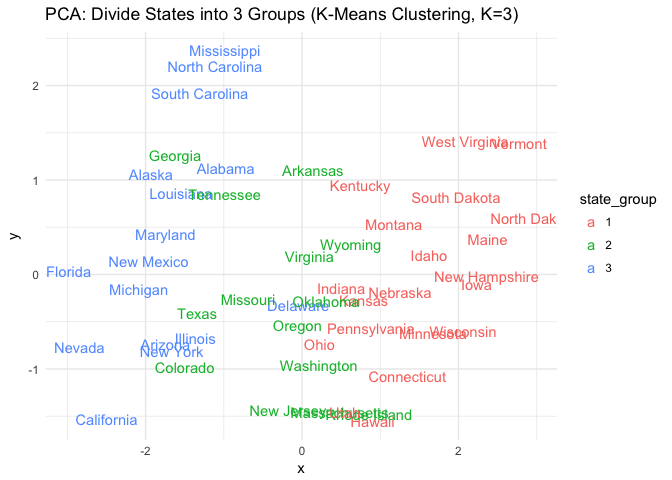 PCA: Divide States into 3 Groups (K-Means Clustering, K=3)
Mississippi
North Carolina
South Carolina
West Virginia
Vermont
Georgia
Alabama
Arkansas
Alaska
Kentucky
Louisiana
Tennessee
South Dakota
North Dak
Montana
Maryland
Maine
Wyoming
Virginia
Idaho
New Mexico
Florida
New Hampshire
Iowa
Michigan
Indiana
Nebraska
Missouri
Delaware
Oklahoma
Kansas
Texas
Oregon
Pennsylvania
Minnesota
Wisconsin
Illinois
Arizona
Ohio
Nevada
New York
Colorado
Washington
Connecticut
New Jersey
Massachusetts
Rhode Island
California
Hawaii
2
1
0
-1
y
-2
0
2
x
state_group
a 1
a 2
a 3